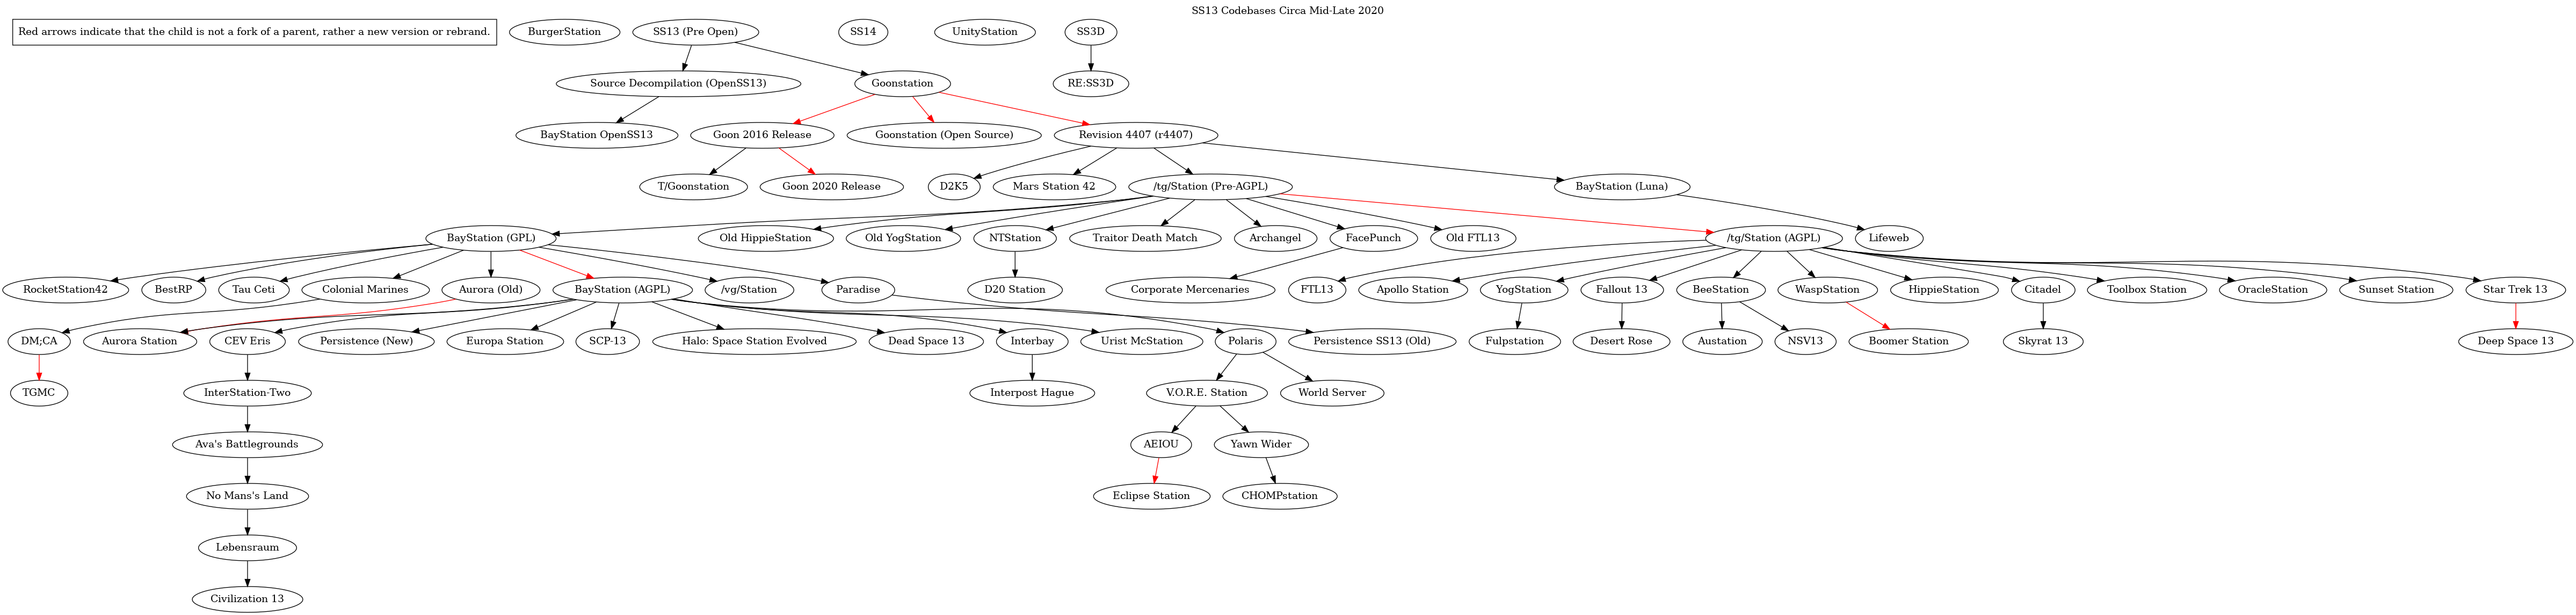 SS13 Codebases Circa Mid-Late 2020
Red arrows indicate that the child is not a fork of a parent, rather a new version or rebrand.
BurgerStation
SS13 (Pre Open)
SS14
UnityStation
SS3D
Source Decompilation (OpenSS13)
Goonstation
RE:SS3D
BayStation OpenSS13
Goon 2016 Release
Goonstation (Open Source)
Revision 4407 (r4407)
T/Goonstation
Goon 2020 Release
D2K5
Mars Station 42
/tg/Station (Pre-AGPL)
BayStation (Luna)
BayStation (GPL)
Old HippieStation
Old YogStation
NTStation
Traitor Death Match
Archangel
FacePunch
Old FTL13
/tg/Station (AGPL)
Lifeweb
RocketStation42
BestRP
Tau Ceti
Colonial Marines
Aurora (Old)
BayStation (AGPL)
/vg/Station
Paradise
D20 Station
Corporate Mercenaries
FTL13
Apollo Station
YogStation
Fallout 13
BeeStation
WaspStation
HippieStation
Citadel
Toolbox Station
OracleStation
Sunset Station
Star Trek 13
DM;CA
Aurora Station
CEV Eris
Persistence (New)
Europa Station
SCP-13
Halo: Space Station Evolved
Dead Space 13
Interbay
Urist McStation
Polaris
Persistence SS13 (Old)
Fulpstation
Desert Rose
Austation
NSV13
Boomer Station
Skyrat 13
Deep Space 13
TGMC
InterStation-Two
Interpost Hague
V.O.R.E. Station
World Server
Ava's Battlegrounds
AEIOU
Yawn Wider
No Mans's Land
Eclipse Station
CHOMPstation
Lebensraum
Civilization 13